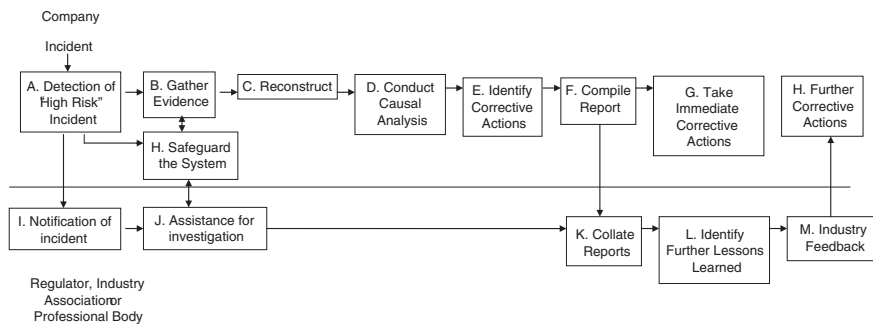 Company
Incident
A. Detection of
"High Risk"
Incident
B. Gather
Evidence
C. Reconstruct
D. Conduct
Causal
Analysis
E. Identify
Corrective
Actions
F. Compile
Report
G. Take
Immediate
Corrective
Actions
H. Further
Corrective
Actions
H. Safeguard
the System
I. Notification of
incident
J. Assistance for
investigation
K. Collate
Reports
L. Identify
Further Lessons
Learned
M. Industry
Feedback
Regulator, Industry
Association or
Professional Body